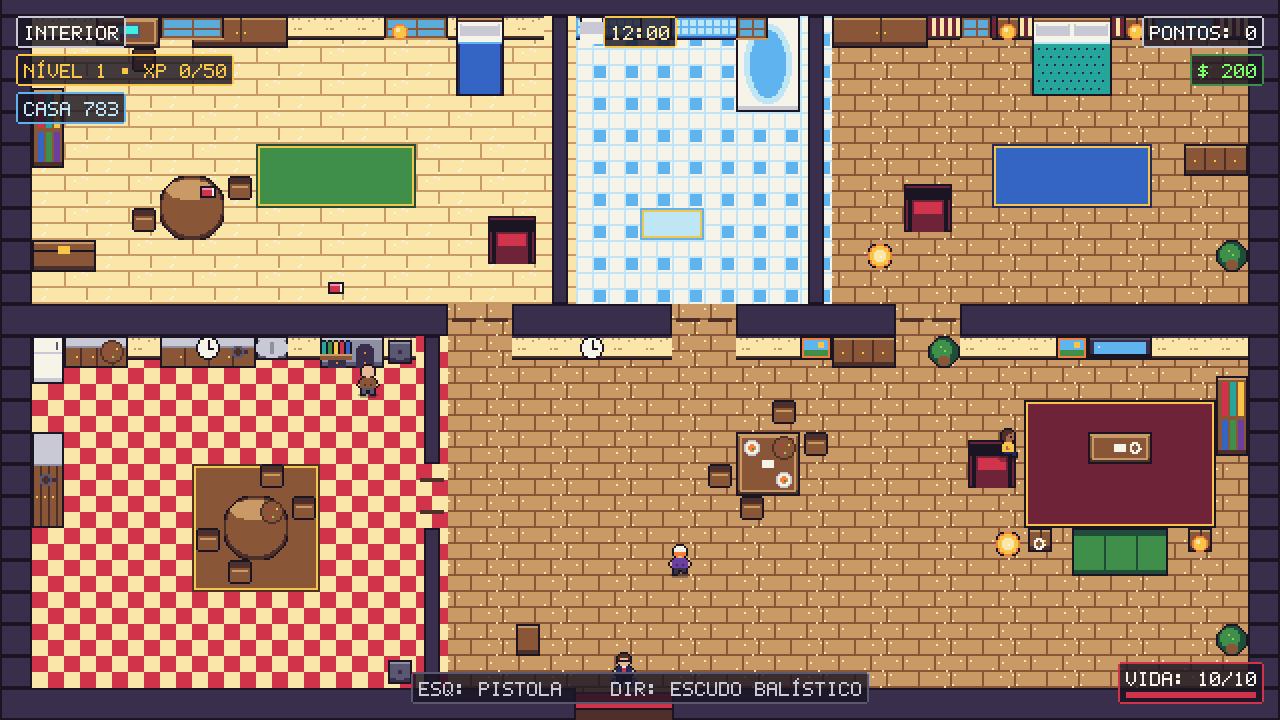 INTERIOR
12:00
PONTOS: 0
NÍVEL 1 ▪ XP 0/50
$ 200
CASA 783
VIDA: 10/10
ESQ: PISTOLA DIR: ESCUDO BALÍSTICO